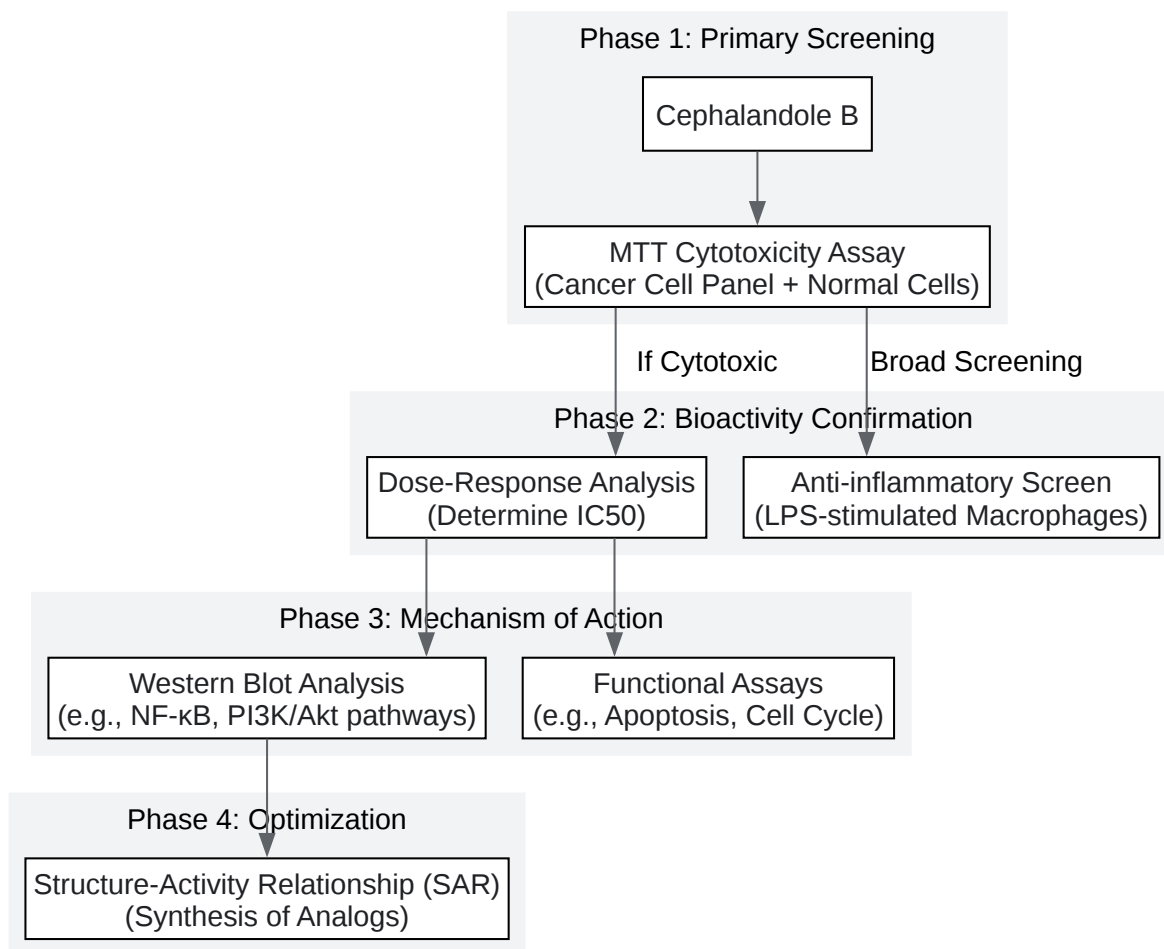 Phase 1: Primary Screening
Cephalandole B
MTT Cytotoxicity Assay
(Cancer Cell Panel + Normal Cells)
If Cytotoxic
Broad Screening
Phase 2: Bioactivity Confirmation
Dose-Response Analysis
(Determine IC50)
Anti-inflammatory Screen
(LPS-stimulated Macrophages)
Phase 3: Mechanism of Action
Western Blot Analysis
(e.g., NF-κB, PI3K/Akt pathways)
Functional Assays
(e.g., Apoptosis, Cell Cycle)
Phase 4: Optimization
Structure-Activity Relationship (SAR)
(Synthesis of Analogs)